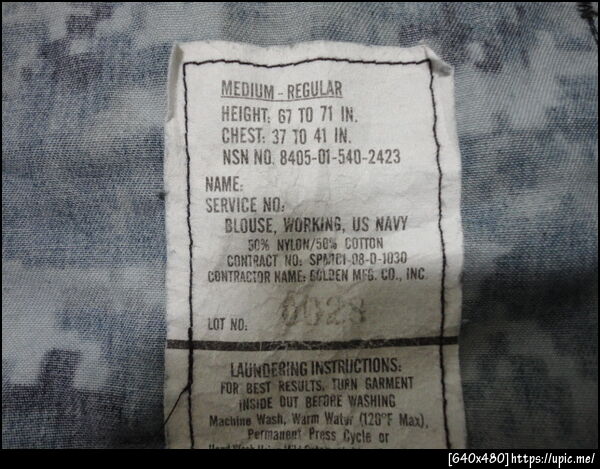 MEDIUM - REGULAR
HEIGHT: 67 TO 71 IN.
CHEST: 37 TO 41 IN.
NSN NO. 8405-01-540-2423
NAME:
SERVICE NO:
BLOUSE, WORKING, US NAVY
50% NYLON/50% COTTON
CONTRACT NO: SPM1C1-08-D-1030
CONTRACTOR NAME: GOLDEN MFG. CO., INC.
LOT NO: 0028
LAUNDERING INSTRUCTIONS:
FOR BEST RESULTS, TURN GARMENT
INSIDE OUT BEFORE WASHING
Machine Wash, Warm Water (120°F Max),
Permanent Press Cycle or
[640x480]https://upic.me/